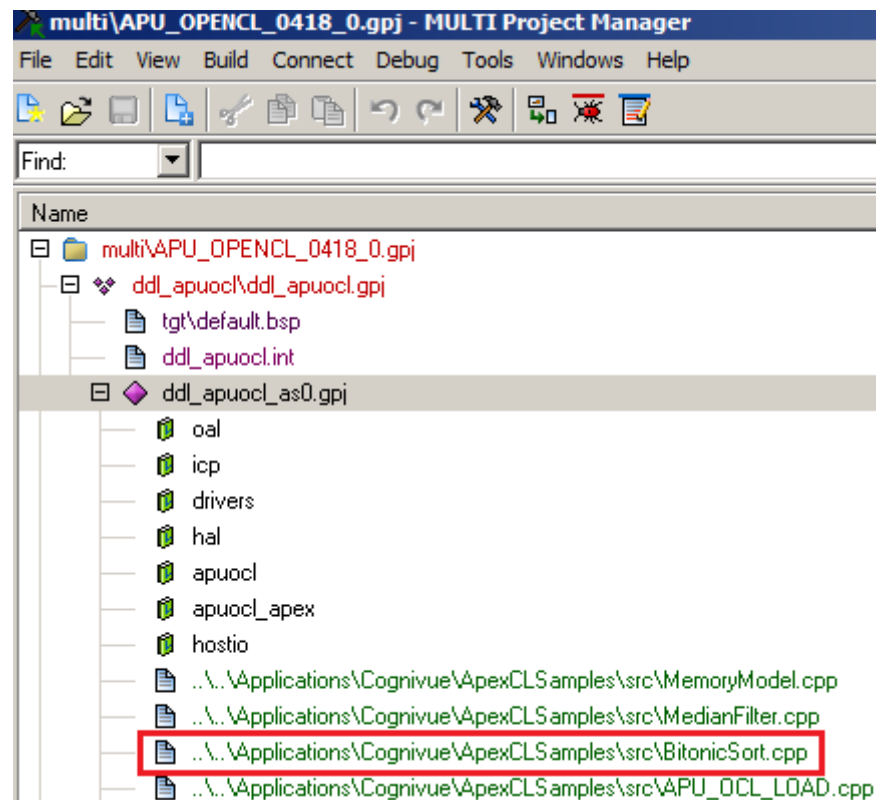 multi\APU_OPENCL_0418_0.gpj - MULTI Project Manager
File Edit View Build Connect Debug Tools Windows Help
Find:
Name
multi\APU_OPENCL_0418_0.gpj
ddl_apuocl\ddl_apuocl.gpj
tgt\default.bsp
ddl_apuocl.int
ddl_apuocl_as0.gpj
oal
icp
drivers
hal
apuocl
apuocl_apex
hostio
..\..\Applications\Cognivue\ApexCLSamples\src\MemoryModel.cpp
..\..\Applications\Cognivue\ApexCLSamples\src\MedianFilter.cpp
..\..\Applications\Cognivue\ApexCLSamples\src\BitonicSort.cpp
..\..\Applications\Cognivue\ApexCLSamples\src\APU_OCL_LOAD.cpp